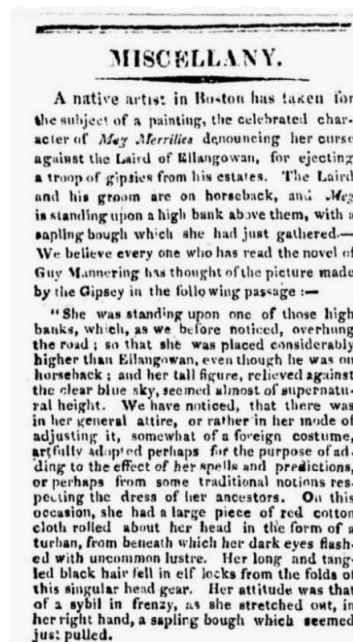 MISCELLANY.
A native artist in Boston has taken for
the subject of a painting, the celebrated char-
acter of Meg Merrilies denouncing her curse
against the Laird of Ellangowan, for ejecting
a troop of gipsies from his estates. The Laird
and his groom are on horseback, and Meg
is standing upon a high bank above them, with a
sapling bough which she had just gathered.—
We believe every one who has read the novel of
Guy Mannering has thought of the picture made
by the Gipsey in the following passage :—
"She was standing upon one of those high
banks, which, as we before noticed, overhung
the road ; so that she was placed considerably
higher than Ellangowan, even though he was on
horseback ; and her tall figure, relieved against
the clear blue sky, seemed almost of supernatu-
ral height. We have noticed, that there was
in her general attire, or rather in her mode of
adjusting it, somewhat of a foreign costume,
artfully adopted perhaps for the purpose of ad-
ding to the effect of her spells and predictions,
or perhaps from some traditional notions res-
pecting the dress of her ancestors. On this
occasion, she had a large piece of red cotton
cloth rolled about her head in the form of a
turban, from beneath which her dark eyes flash-
ed with uncommon lustre. Her long and tang-
led black hair fell in elf locks from the folds of
this singular head gear. Her attitude was that
of a sybil in frenzy, as she stretched out, in
her right hand, a sapling bough which seemed
just pulled.